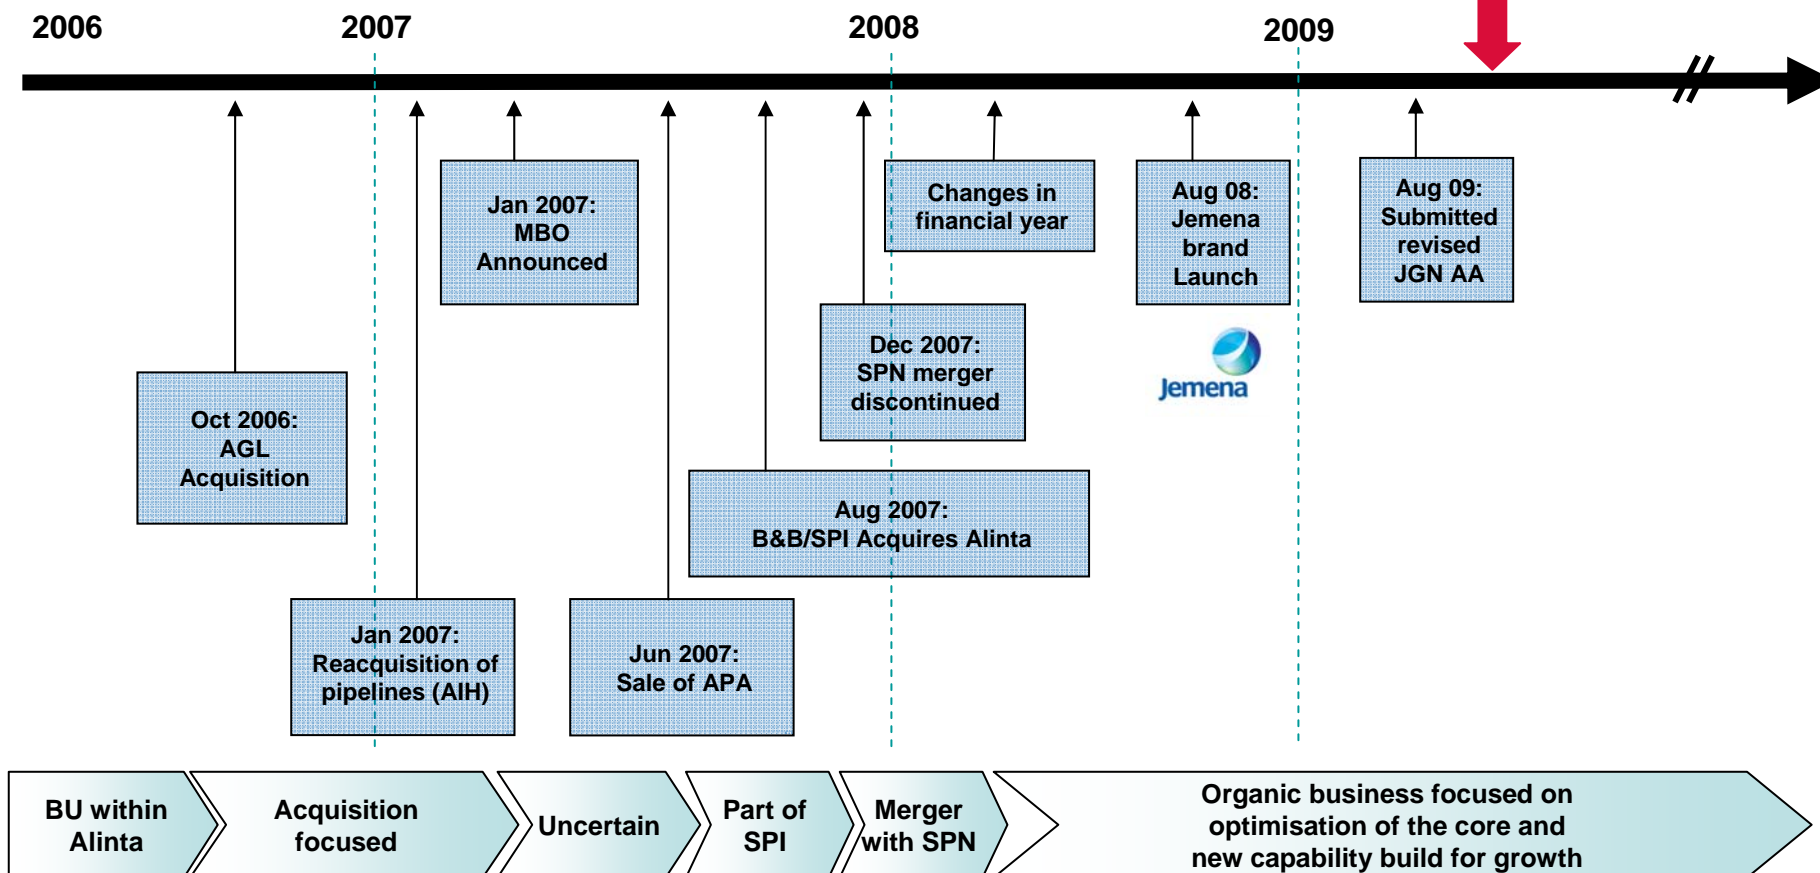 2006
2007
2008
2009
Jan 2007:
MBO
Announced
Changes in
financial year
Aug 08:
Jemena
brand
Launch
Aug 09:
Submitted
revised
JGN AA
Dec 2007:
SPN merger
discontinued
Jemena
Oct 2006:
AGL
Acquisition
Aug 2007:
B&B/SPI Acquires Alinta
Jan 2007:
Reacquisition of
pipelines (AIH)
Jun 2007:
Sale of APA
BU within
Alinta
Acquisition
focused
Uncertain
Part of
SPI
Merger
with SPN
Organic business focused on
optimisation of the core and
new capability build for growth